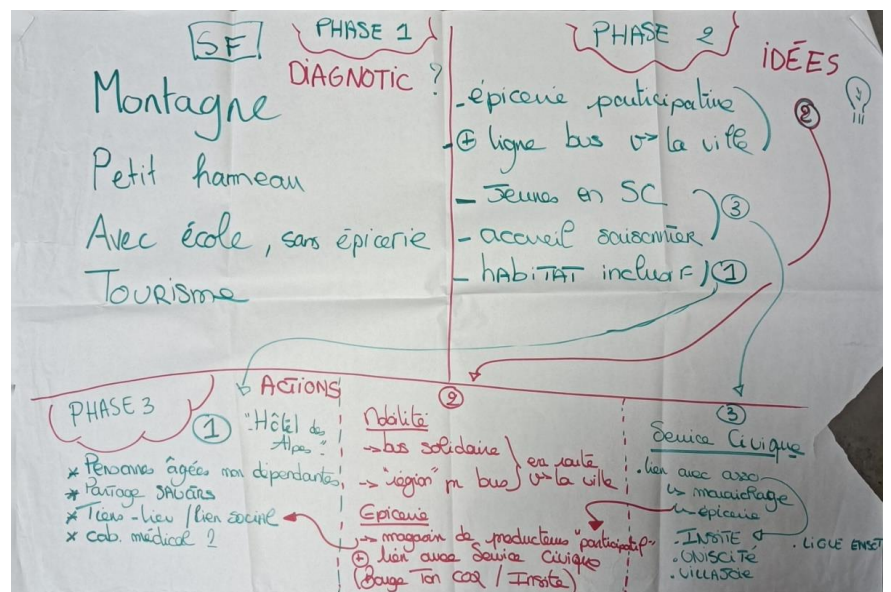 SF
PHASE 1
DIAGNOTIC ?
Montagne
Petit hameau
Avec école, sans épicerie
TOURISme
PHASE 2
IDÉES
- épicerie participative
- + ligne bus v> la ville
2
- Jeunes en SC
- accueil saisonnier
3
- HABITAT inclusif
1
PHASE 3
ACTIONS
1
"Hôtel des
Alpes"
* Personnes âgées non dépendantes
* Partage SAVOIRS
* Tiers-lieu / lien social
* cab. médical ?
2
Mobilité
→ bus solidaire
→ "région" pr bus
en route
v> la ville
Epicerie
→ magasin de producteurs "participatif"
+ lien avec Service Civique
(Bouge Ton COQ / Insite)
3
Service Civique
. lien avec asso
↳ maraichage
↳ épicerie
. INSITE
. UNISCITÉ
. VILLAJOIE
. LIGUE ENSET